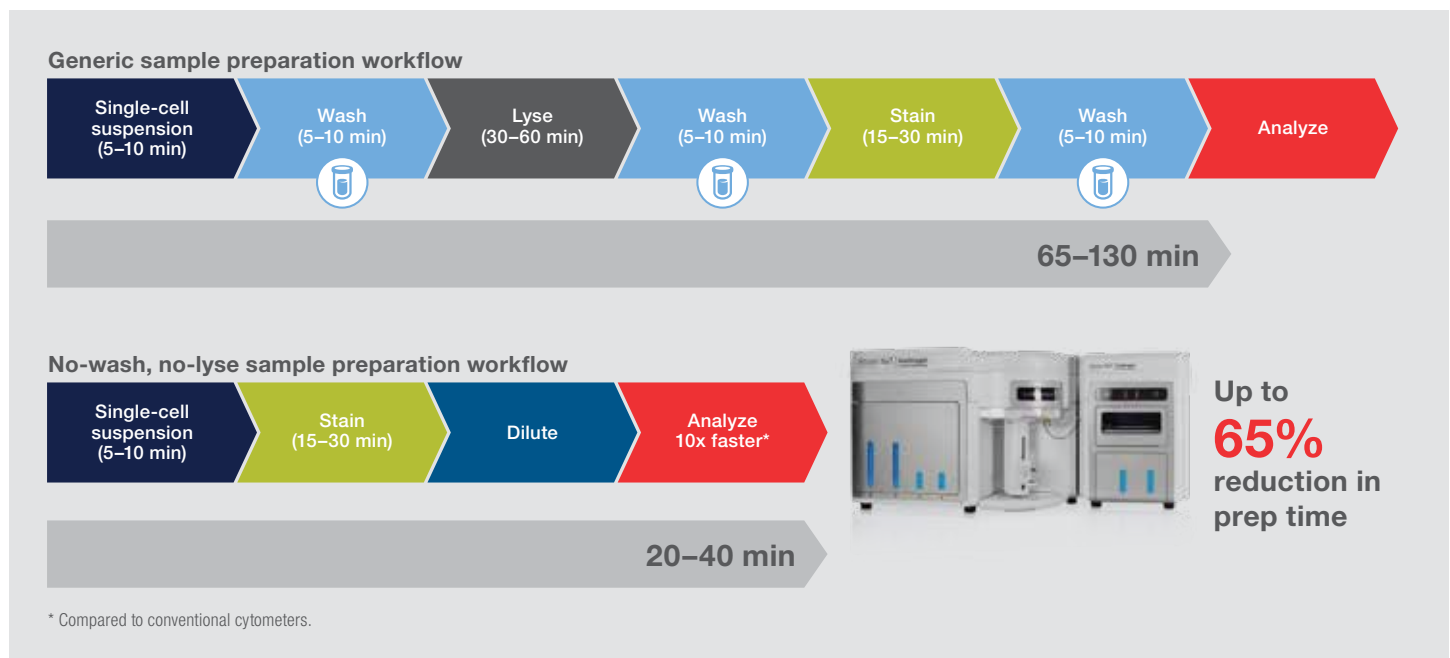 Generic sample preparation workflow
Single-cell
suspension
(5–10 min)
Wash
(5–10 min)
Lyse
(30–60 min)
Wash
(5–10 min)
Stain
(15–30 min)
Wash
(5–10 min)
Analyze
65–130 min
No-wash, no-lyse sample preparation workflow
Single-cell
suspension
(5–10 min)
Stain
(15–30 min)
Dilute
Analyze
10x faster*
20–40 min
Up to
65%
reduction in
prep time
* Compared to conventional cytometers.